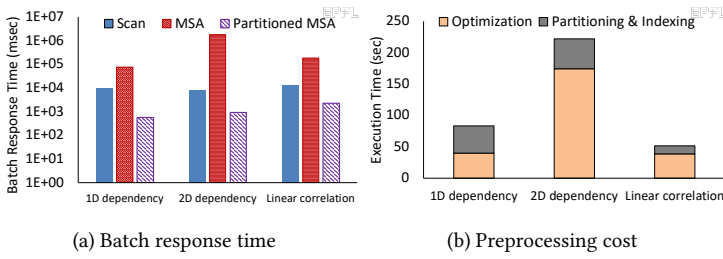 EPFL
Scan MSA Partitioned MSA
Batch Response Time (msec)
1E+07
1E+06
1E+05
1E+04
1E+03
1E+02
1E+01
1E+00
1D dependency 2D dependency Linear correlation
(a) Batch response time
EPFL
Optimization Partitioning & Indexing
Execution Time (sec)
250
200
150
100
50
0
1D dependency 2D dependency Linear correlation
(b) Preprocessing cost